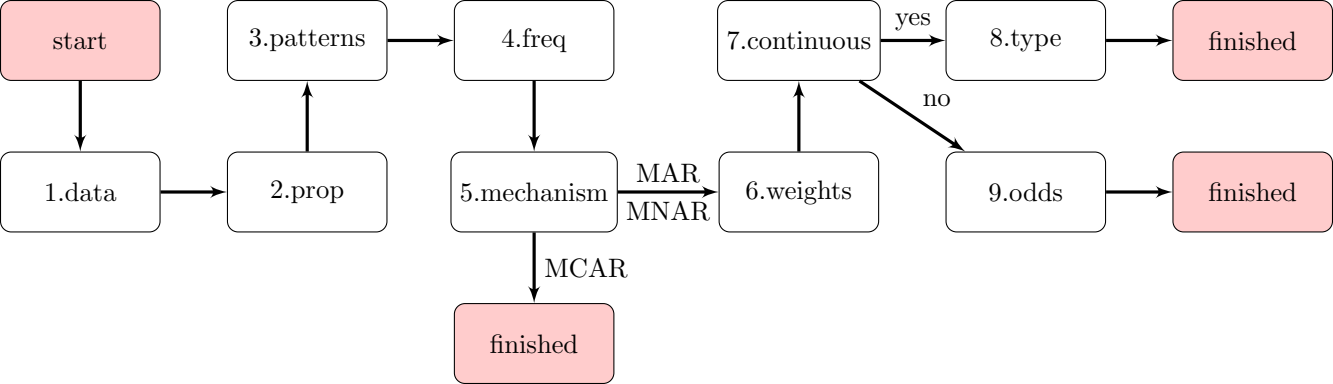 start
3.patterns
4.freq
7.continuous
yes
8.type
finished
no
1.data
2.prop
5.mechanism
MAR
MNAR
6.weights
9.odds
finished
MCAR
finished